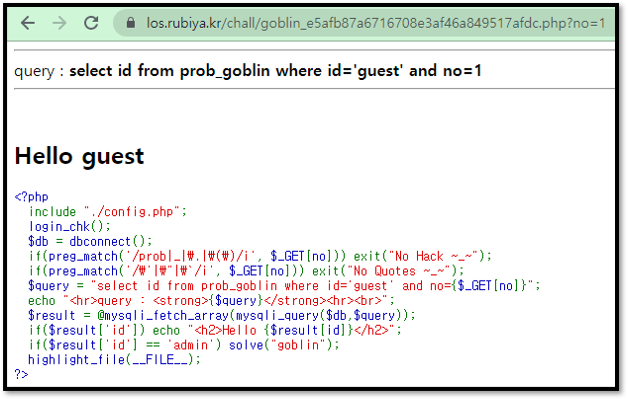 los.rubiya.kr/chall/goblin_e5afb87a6716708e3af46a849517afdc.php?no=1
query : select id from prob_goblin where id='guest' and no=1
Hello guest
<?php
include "./config.php";
login_chk();
$db = dbconnect();
if(preg_match('/prob|_|₩.|₩(₩)/i', $_GET[no])) exit("No Hack ~_~");
if(preg_match('/₩'|₩"|₩`/i', $_GET[no])) exit("No Quotes ~_~");
$query = "select id from prob_goblin where id='guest' and no={$_GET[no]}";
echo "<hr>query : <strong>{$query}</strong><hr><br>";
$result = @mysqli_fetch_array(mysqli_query($db,$query));
if($result['id']) echo "<h2>Hello {$result[id]}</h2>";
if($result['id'] == 'admin') solve("goblin");
highlight_file(__FILE__);
?>